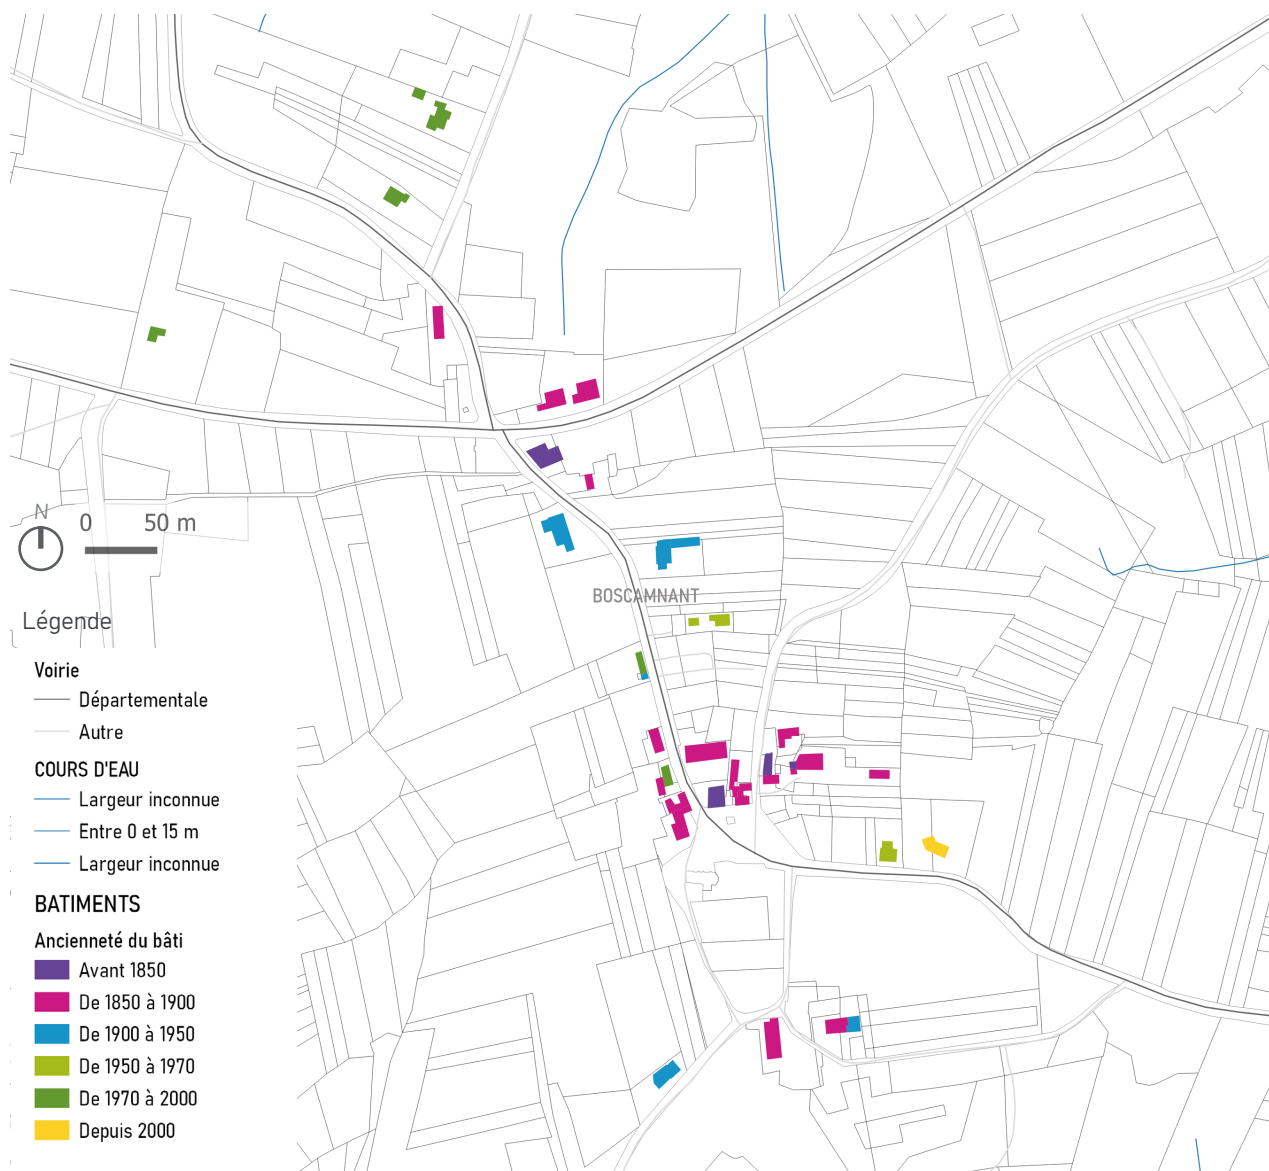 N
0 50 m
BOSCAMNANT
Légende
Voirie
Départementale
Autre
COURS D'EAU
Largeur inconnue
Entre 0 et 15 m
Largeur inconnue
BATIMENTS
Ancienneté du bâti
Avant 1850
De 1850 à 1900
De 1900 à 1950
De 1950 à 1970
De 1970 à 2000
Depuis 2000